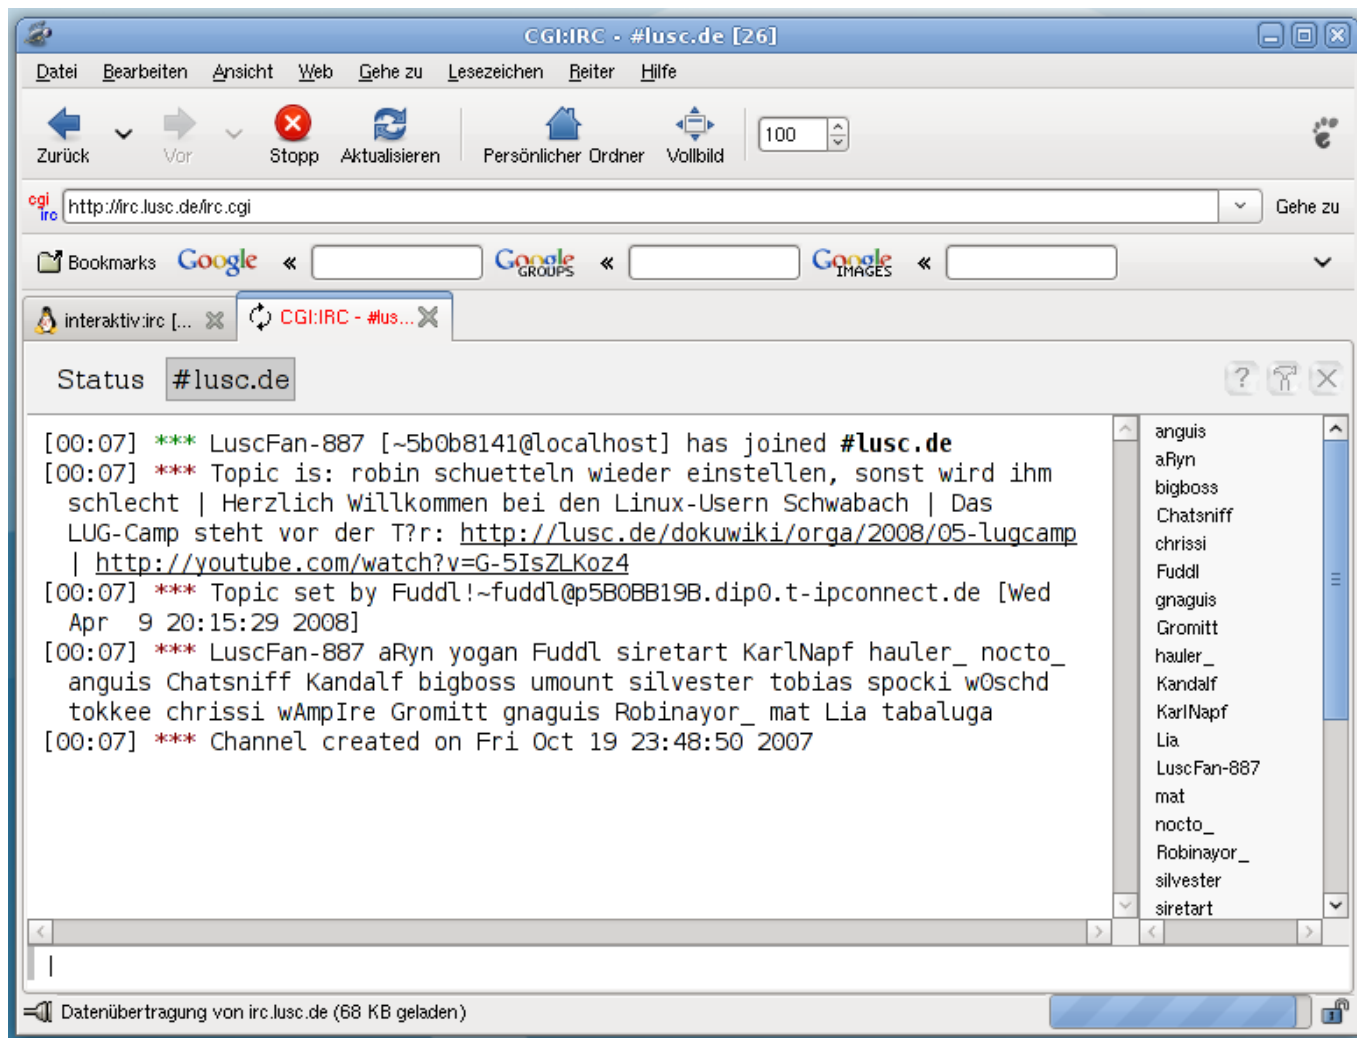 CGI:IRC - #lusc.de [26]
Datei Bearbeiten Ansicht Web Gehe zu Lesezeichen Reiter Hilfe
Zurück Vor Stopp Aktualisieren Persönlicher Ordner Vollbild 100
cgi irc http://irc.lusc.de/irc.cgi Gehe zu
Bookmarks Google « Google GROUPS « Google IMAGES «
interaktiv:irc [... CGI:IRC - #lus...
Status #lusc.de
[00:07] *** LuscFan-887 [~5b0b8141@localhost] has joined #lusc.de
[00:07] *** Topic is: robin schuetteln wieder einstellen, sonst wird ihm
schlecht | Herzlich Willkommen bei den Linux-Usern Schwabach | Das
LUG-Camp steht vor der T?r: http://lusc.de/dokuwiki/orga/2008/05-lugcamp
| http://youtube.com/watch?v=G-5IsZLKoz4
[00:07] *** Topic set by Fuddl!~fuddl@p5B0BB19B.dip0.t-ipconnect.de [Wed
Apr  9 20:15:29 2008]
[00:07] *** LuscFan-887 aRyn yogan Fuddl siretart KarlNapf hauler_ nocto_
anguis Chatsniff Kandalf bigboss umount silvester tobias spocki w0schd
tokkee chrissi wAmpIre Gromitt gnaguis Robinayor_ mat Lia tabaluga
[00:07] *** Channel created on Fri Oct 19 23:48:50 2007
anguis
aRyn
bigboss
Chatsniff
chrissi
Fuddl
gnaguis
Gromitt
hauler_
Kandalf
KarlNapf
Lia
LuscFan-887
mat
nocto_
Robinayor_
silvester
siretart
Datenübertragung von irc.lusc.de (68 KB geladen)